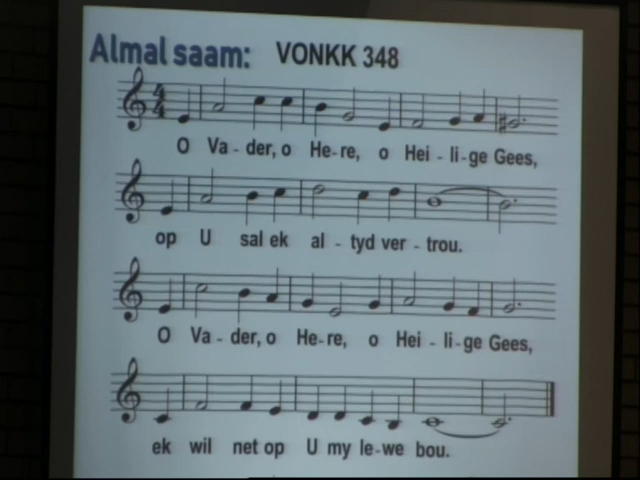 Almal saam: VONKK 348
O Va - der, o He - re, o Hei - li - ge Gees,
op U sal ek al - tyd ver - trou.
O Va - der, o He - re, o Hei - li - ge Gees,
ek wil net op U my le - we bou.